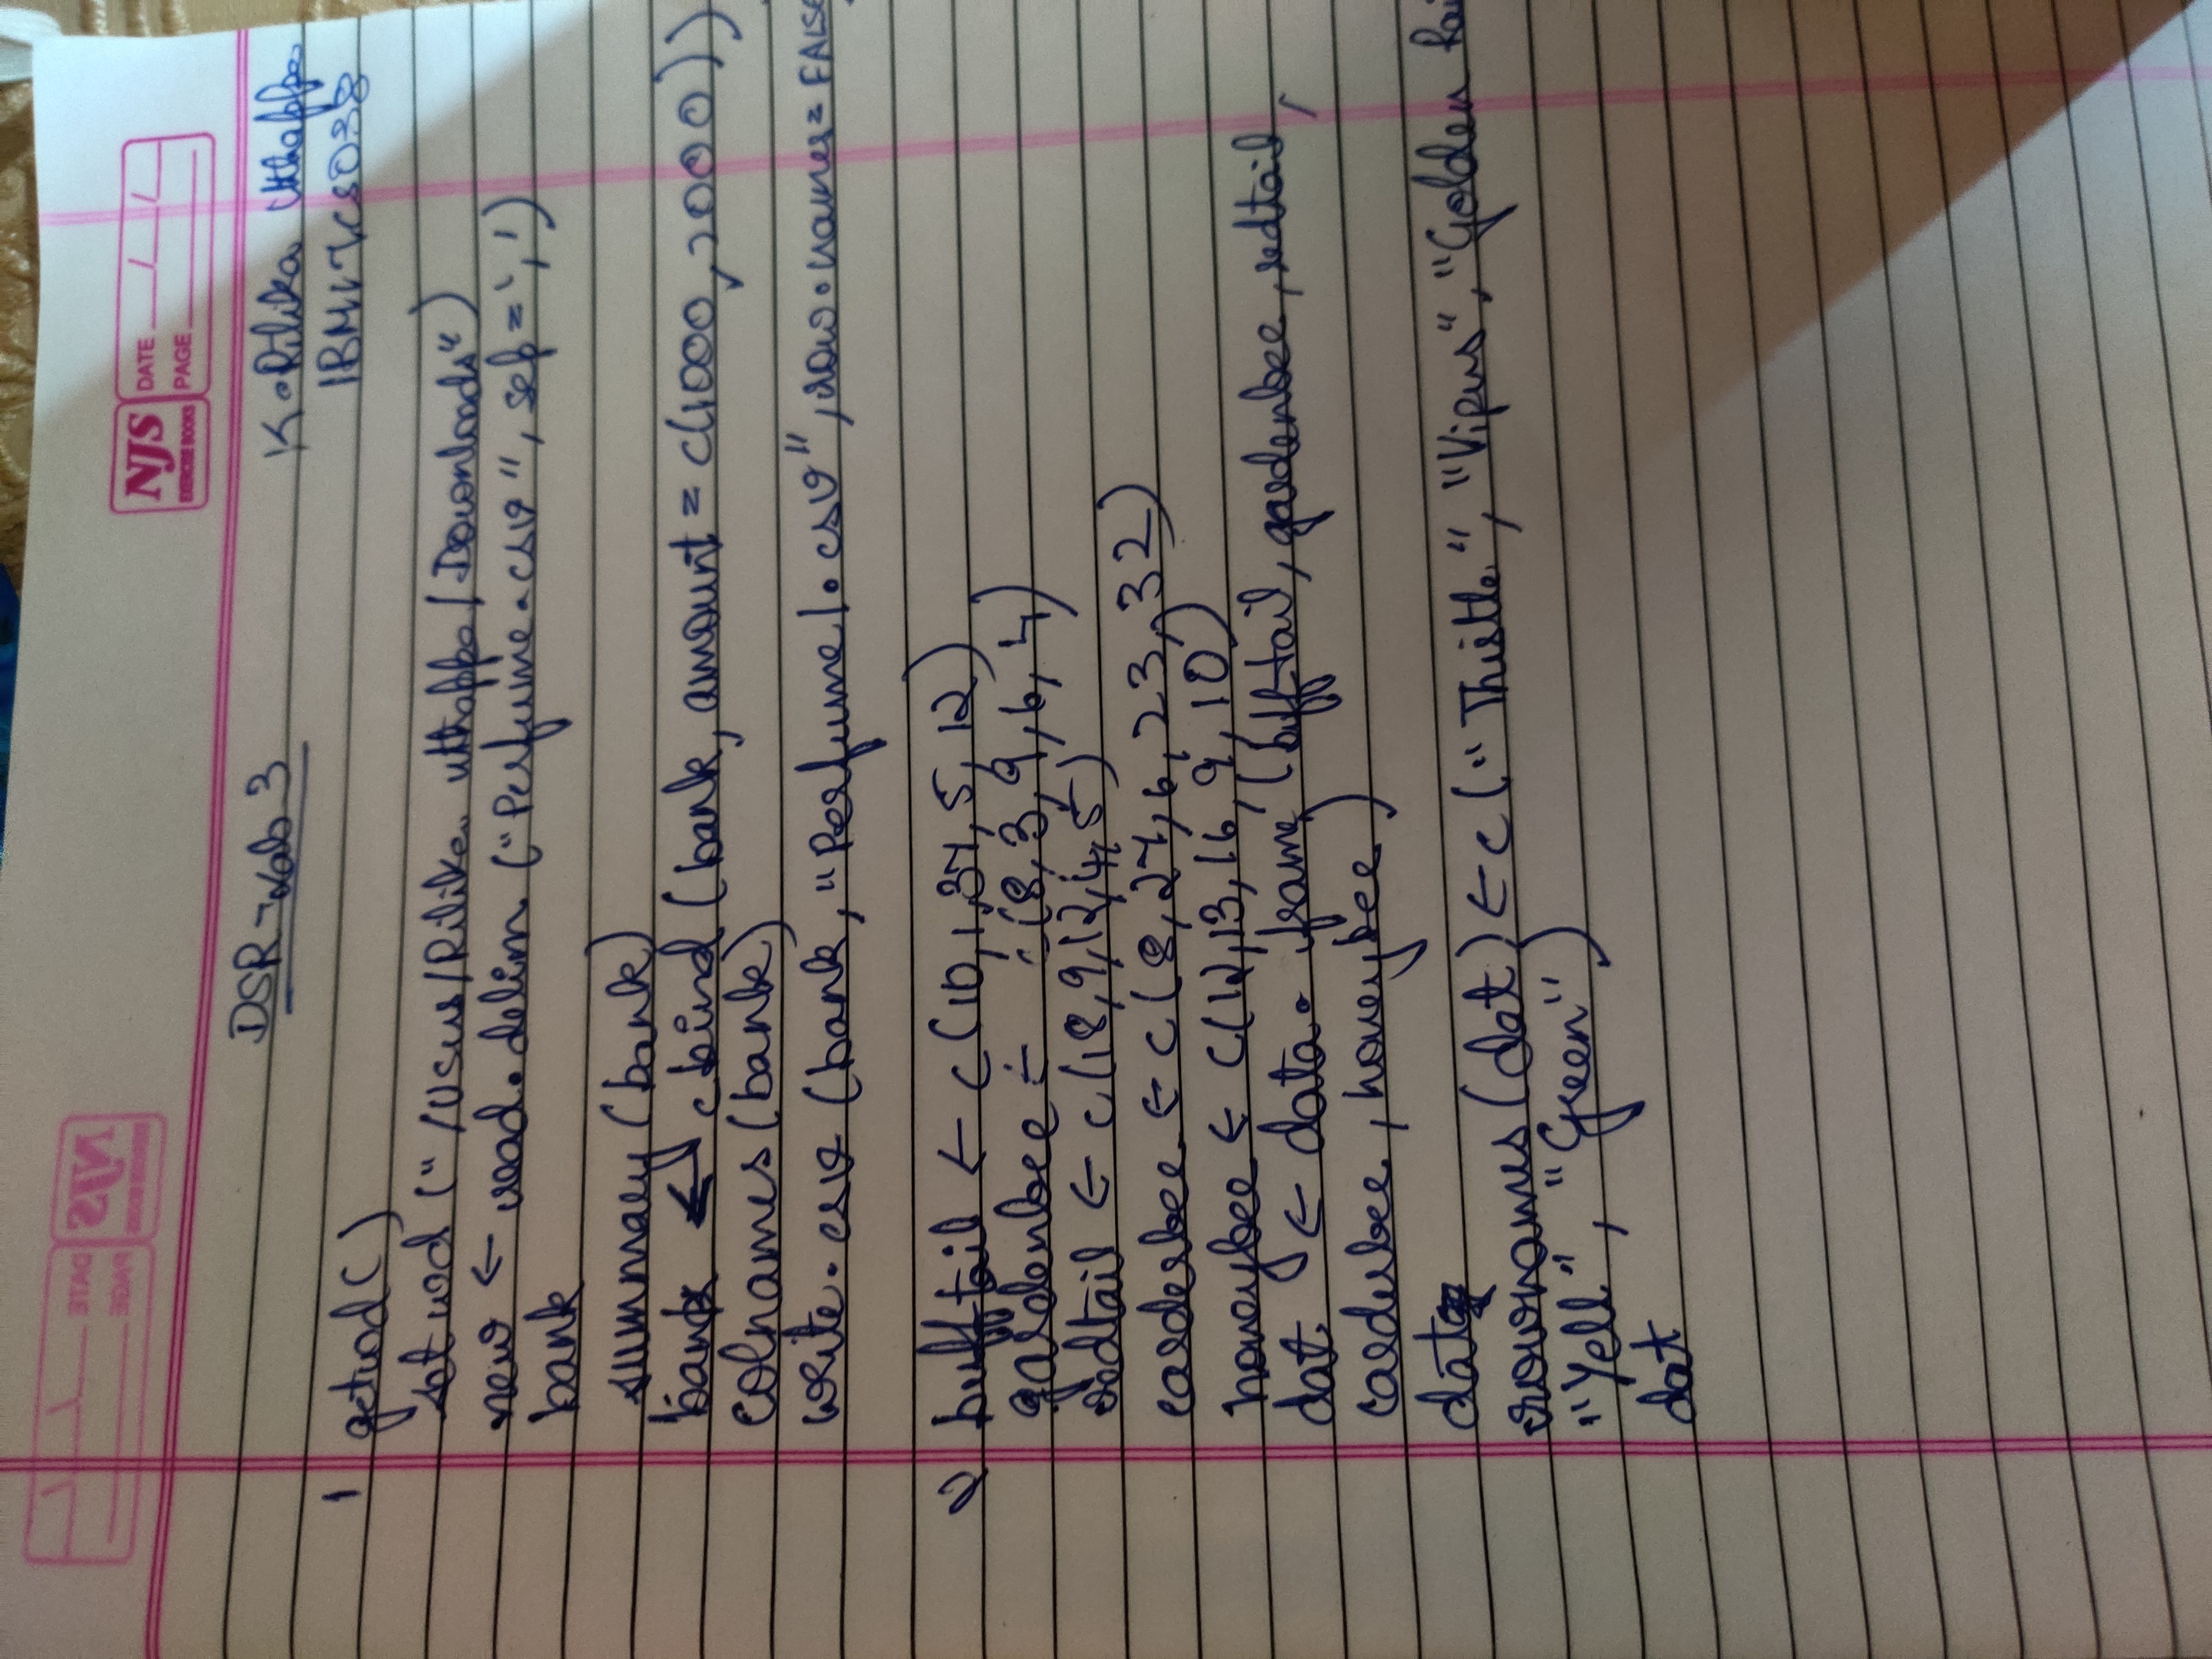 NJS
EXERCISE BOOKS
DATE
PAGE
DSR-Lab 3
K. Rilika Uthappa
1BM17CS038
1 getwd()
setwd ("/Users/Rilika uthappa/Downloads")
new ← read.delim ("Perfume.csv", sep=',')
bank
summary (bank)
bank ← cbind (bank, amount = c(1000, 2000))
colnames (bank)
write.csv (bank, "Perfume1.csv", row.names = FALSE
2 bufftail ← c(10,1,37,5,12)
gardenbee ← c(8,3,9,6,4)
redtail ← c(18,9,12,4,5)
carderbee ← c(8,27,6,23,32)
honeybee ← c(12,13,16,9,10)
dat ← data.frame (bufftail, gardenbee, redtail,
carderbee, honeybee)
dat
rownames (dat) ← c("Thistle", "Vipus", "Golden
"Yell", "Green")
dat